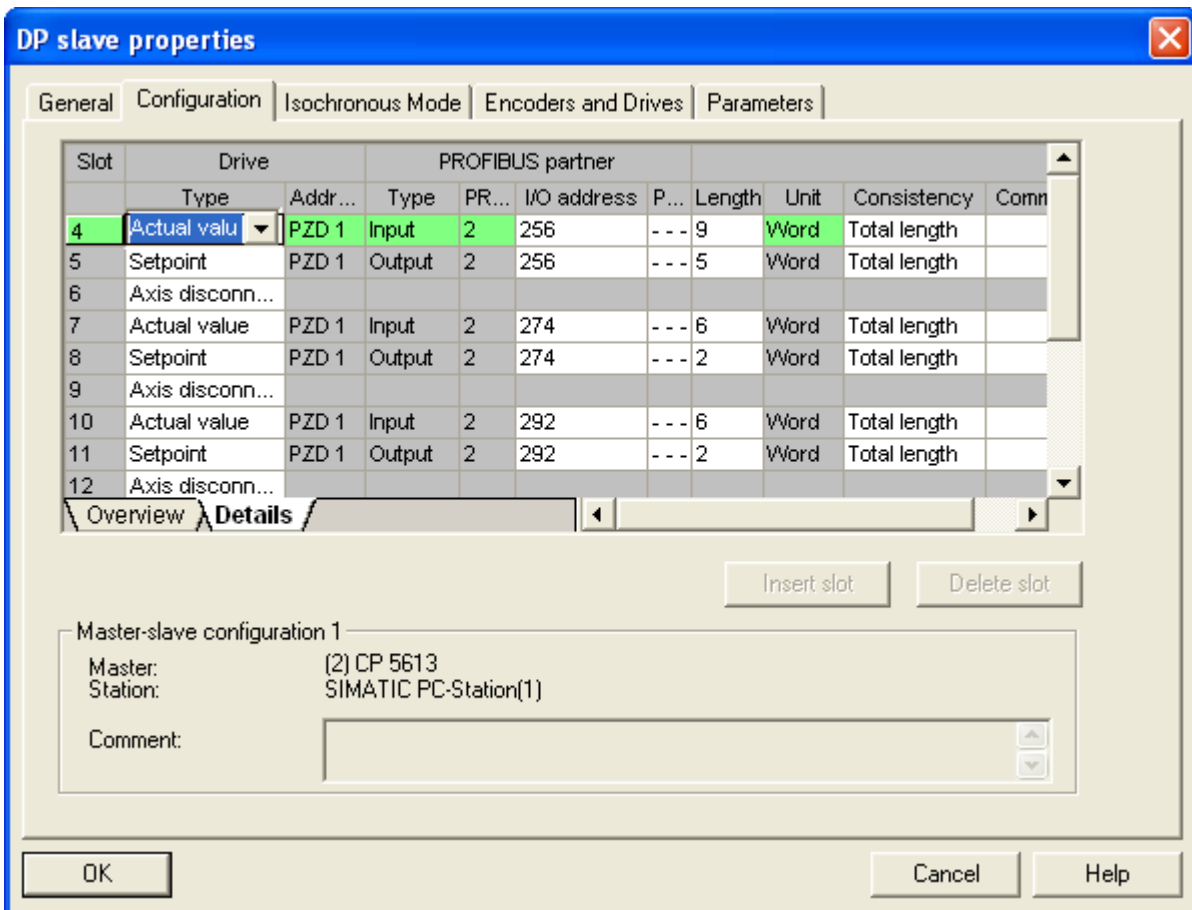 DP slave properties
General Configuration Isochronous Mode Encoders and Drives Parameters
Slot Drive PROFIBUS partner
Type Addr... Type PR... I/O address P... Length Unit Consistency Comm
4 Actual valu PZD 1 Input 2 256 - - - 9 Word Total length
5 Setpoint PZD 1 Output 2 256 - - - 5 Word Total length
6 Axis disconn...
7 Actual value PZD 1 Input 2 274 - - - 6 Word Total length
8 Setpoint PZD 1 Output 2 274 - - - 2 Word Total length
9 Axis disconn...
10 Actual value PZD 1 Input 2 292 - - - 6 Word Total length
11 Setpoint PZD 1 Output 2 292 - - - 2 Word Total length
12 Axis disconn...
Overview Details
Insert slot Delete slot
Master-slave configuration 1
Master: (2) CP 5613
Station: SIMATIC PC-Station(1)
Comment:
OK Cancel Help